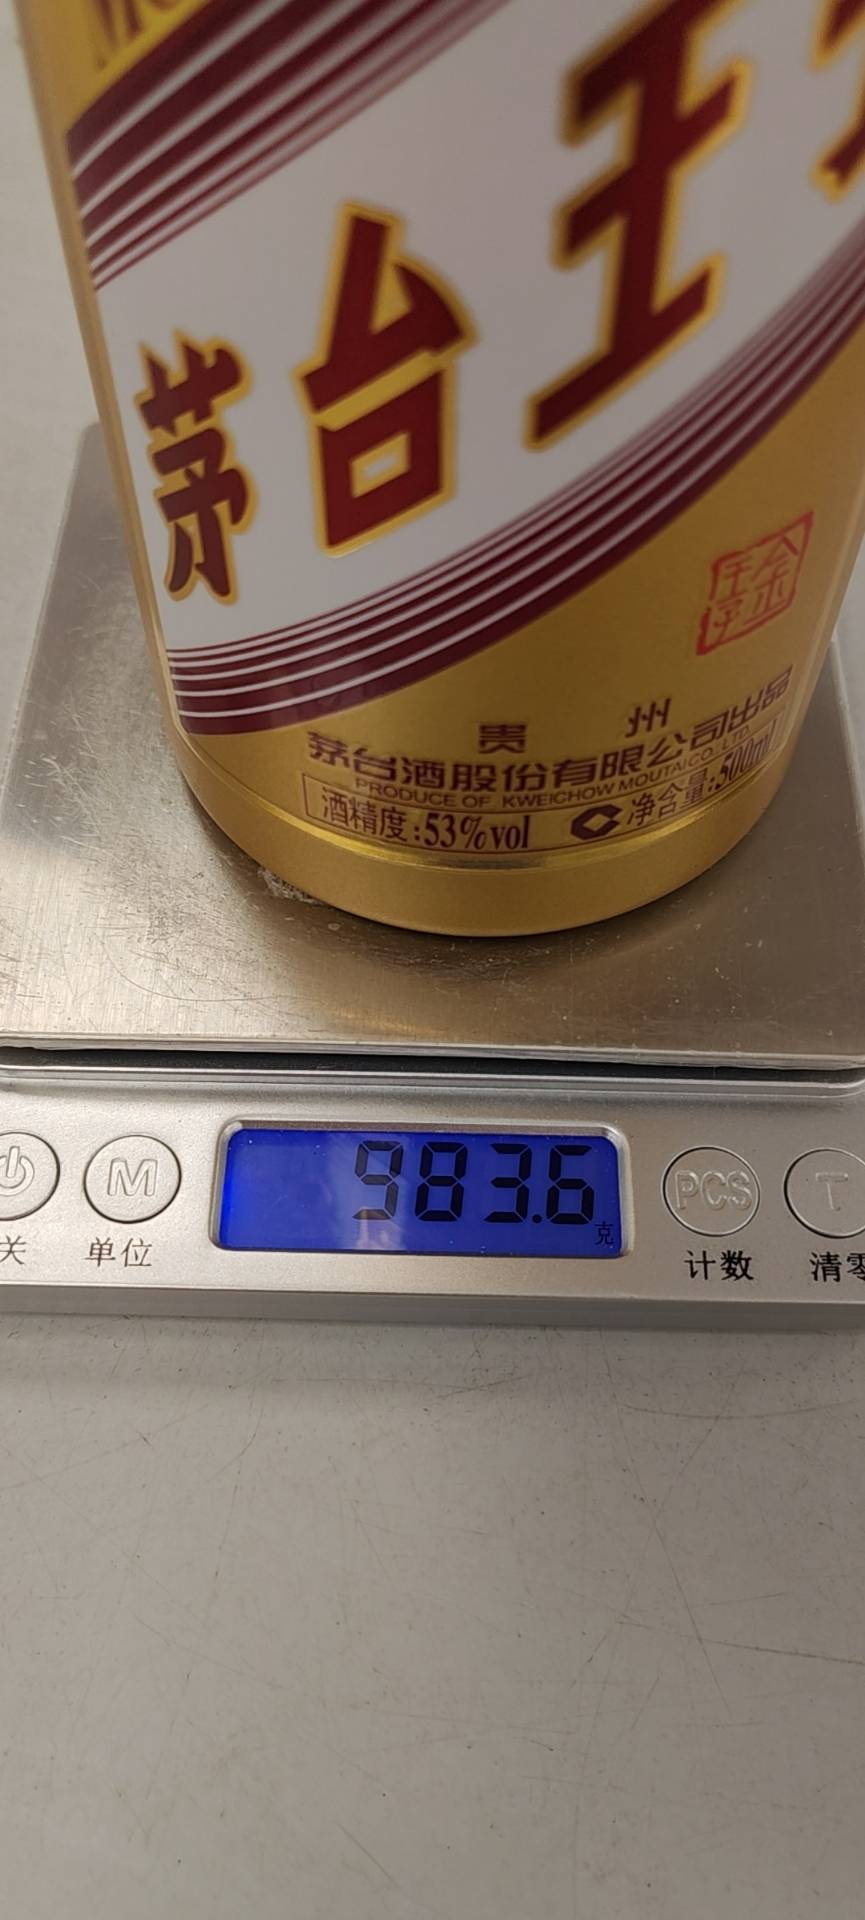 茅台王
贵州
茅台酒股份有限公司出品
PRODUCE OF KWEICHOW MOUTAI CO., LTD.
酒精度:53%vol 净含量:500ml
983.6
克
M
PCS
T
关
单位
计数
清零